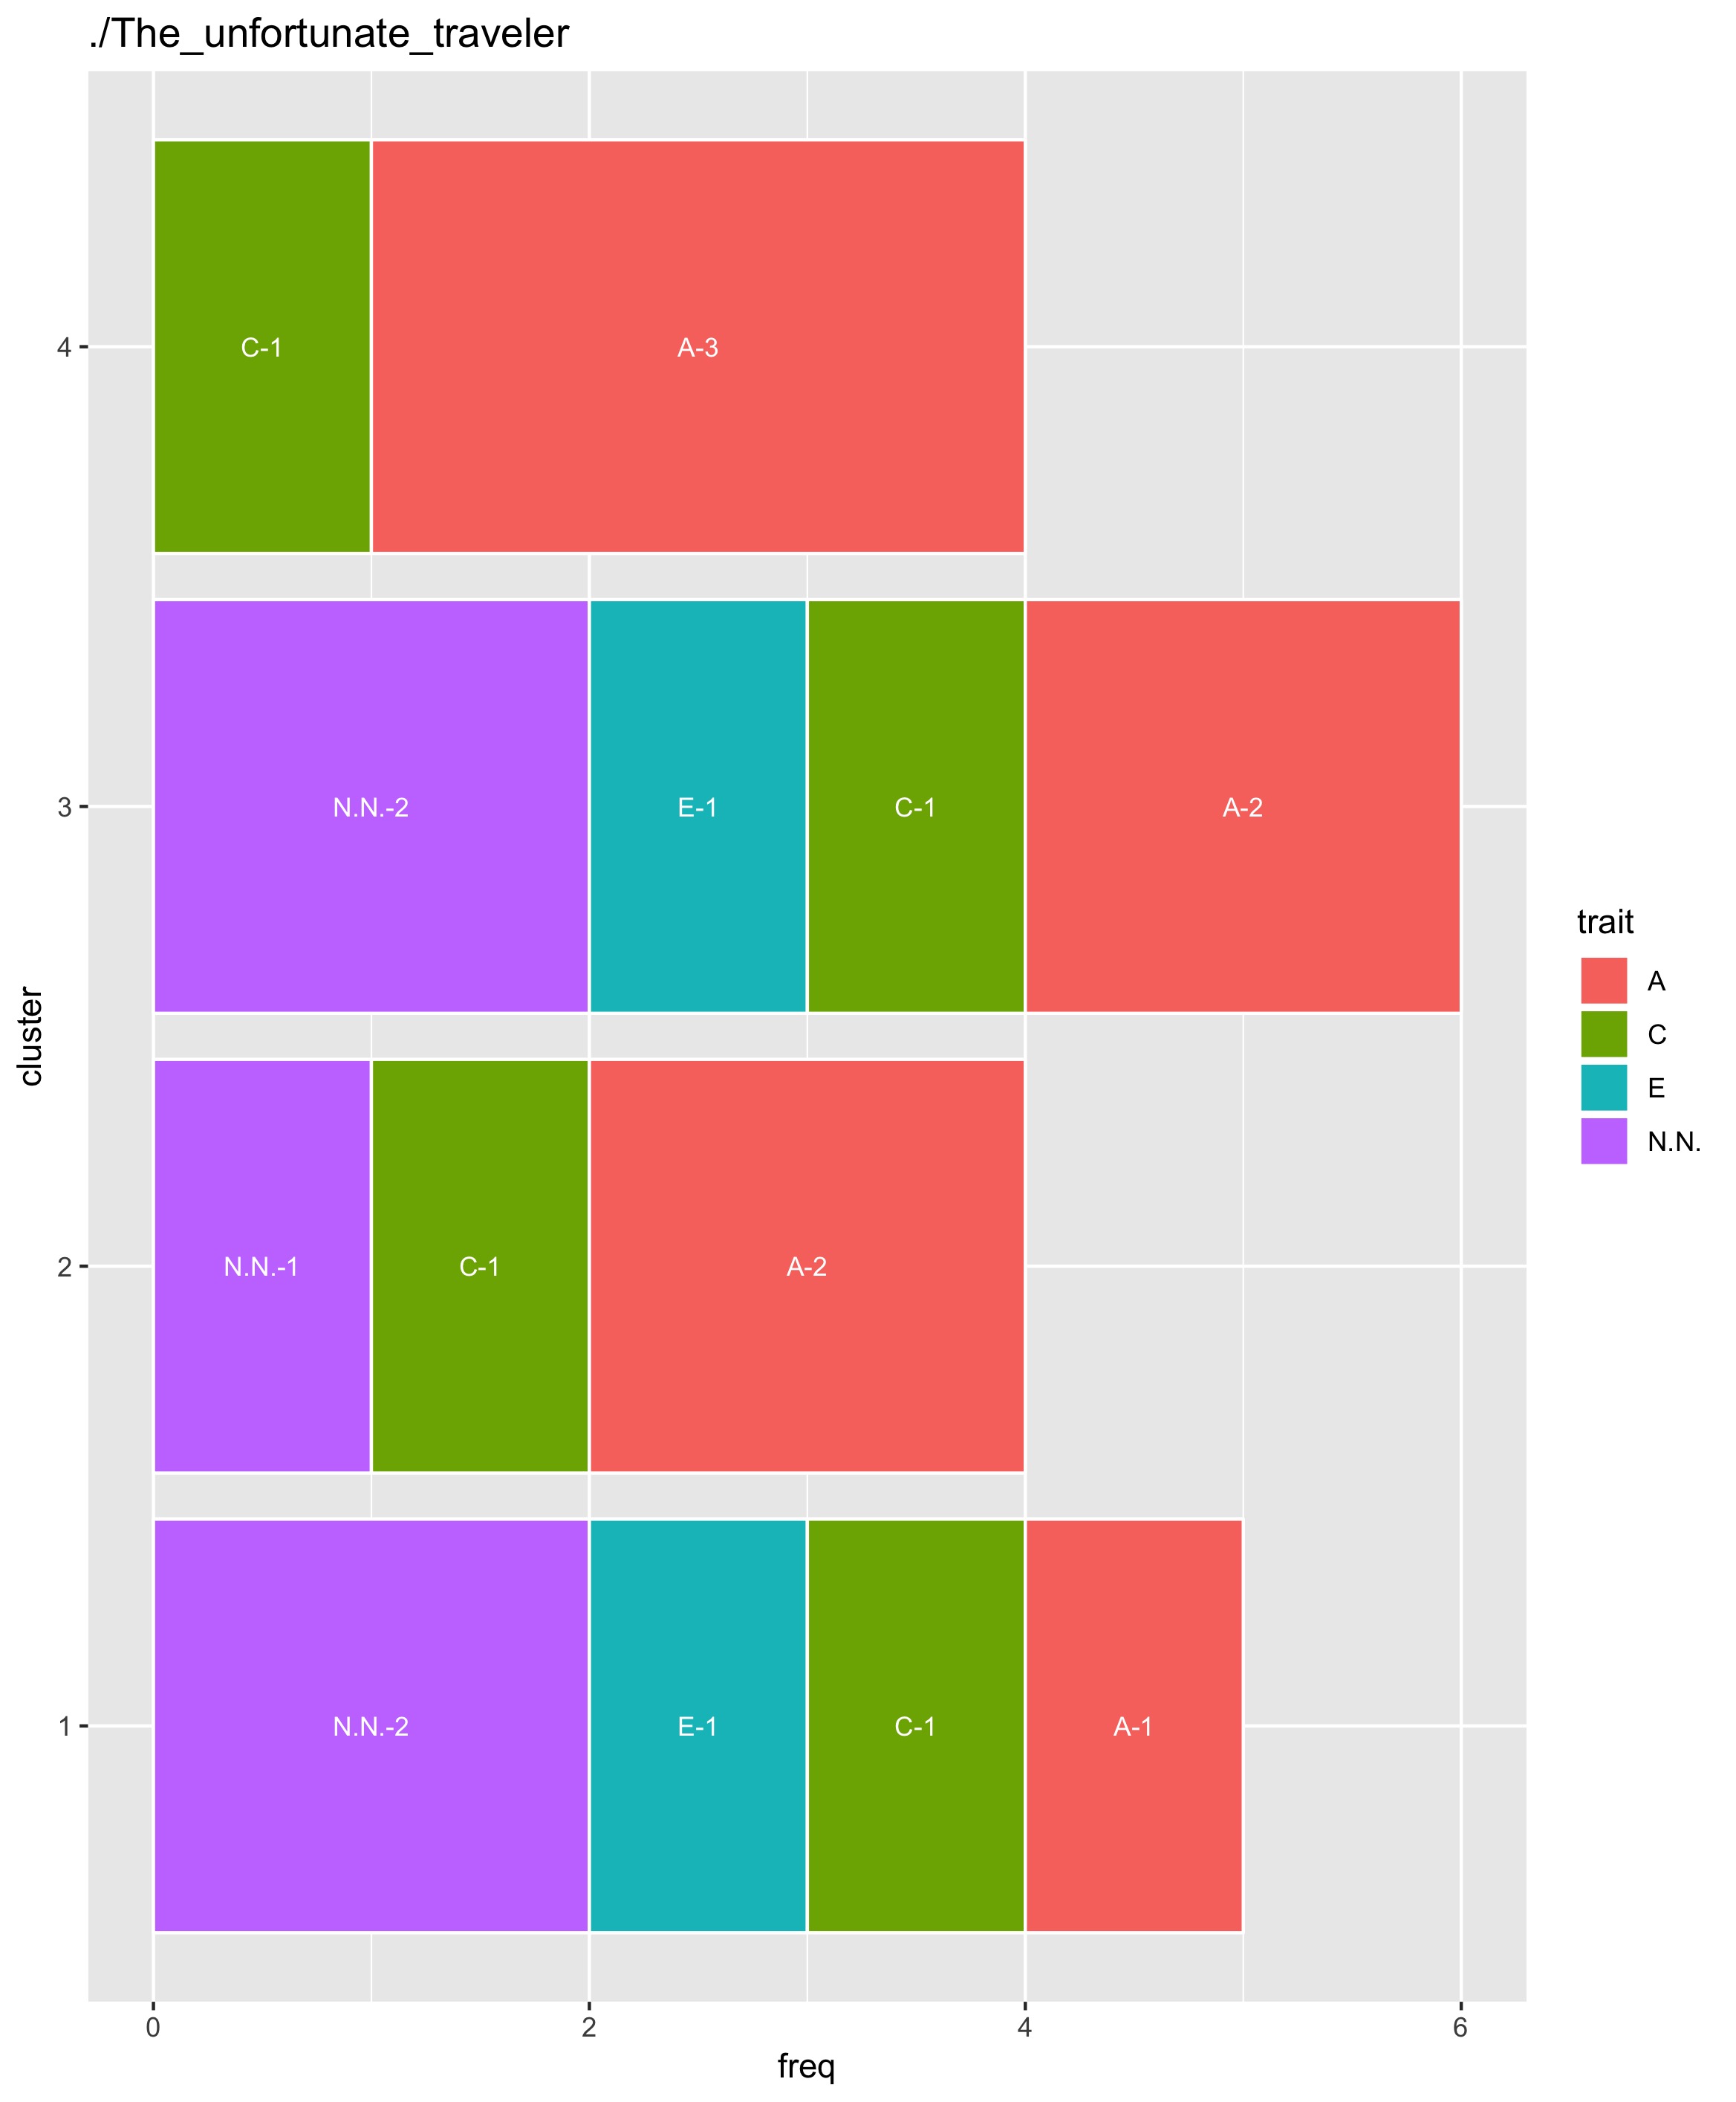 ./The_unfortunate_traveler
4
C-1
A-3
3
N.N.-2
E-1
C-1
A-2
2
N.N.-1
C-1
A-2
1
N.N.-2
E-1
C-1
A-1
0
2
4
6
freq
cluster
trait
A
C
E
N.N.